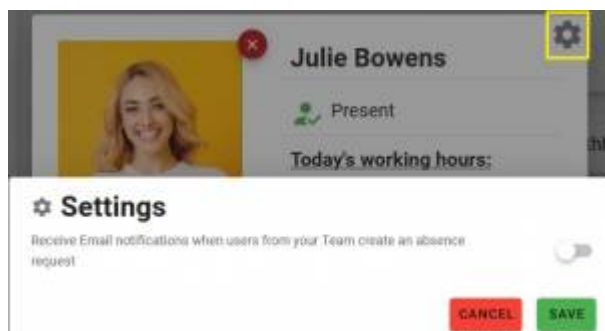 Julie Bowens
Present
Today's working hours:
Settings
Receive Email notifications when users from your Team create an absence
request
CANCEL SAVE